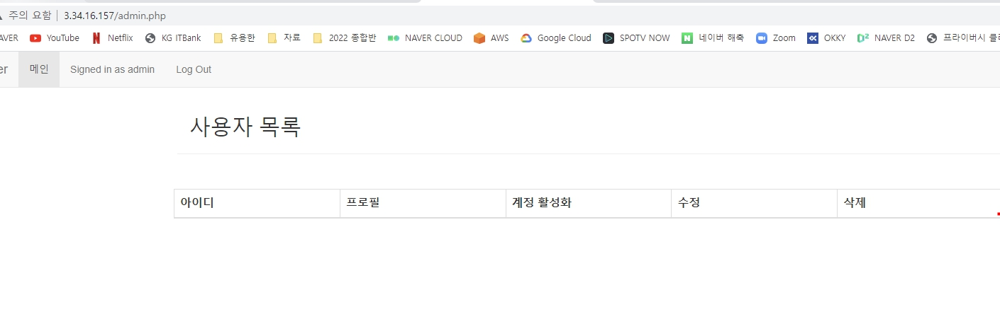 주의 요함 3.34.16.157/admin.php
AVER YouTube Netflix KG ITBank 유용한 자료 2022 종합반 NAVER CLOUD AWS Google Cloud SPOTV NOW 네이버 해축 Zoom OKKY NAVER D2 프라이버시
er 메인 Signed in as admin Log Out
사용자 목록
아이디 프로필 계정 활성화 수정 삭제